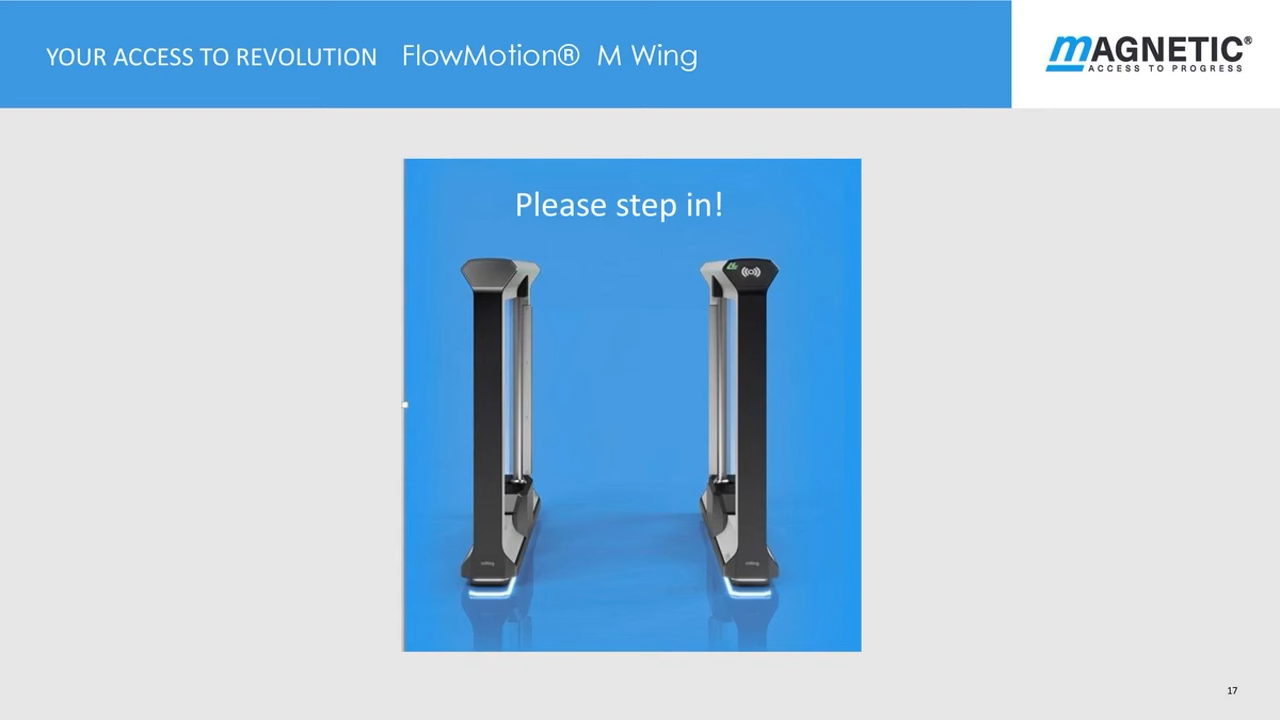 YOUR ACCESS TO REVOLUTION FlowMotion® M Wing
MAGNETIC®
ACCESS TO PROGRESS
Please step in!
17